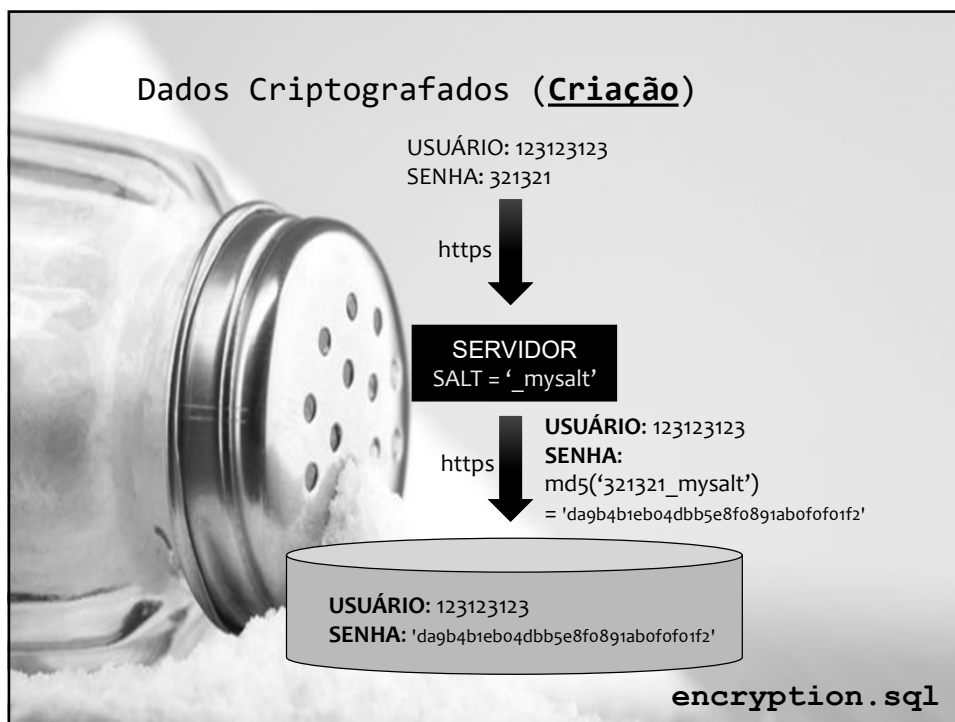 Dados Criptografados (Criação)
USUÁRIO: 123123123
SENHA: 321321
https
SERVIDOR
SALT = ‘_mysalt’
https
USUÁRIO: 123123123
SENHA:
md5(‘321321_mysalt’)
= 'da9b4b1eb04dbb5e8f0891ab0f0f01f2'
USUÁRIO: 123123123
SENHA: 'da9b4b1eb04dbb5e8f0891ab0f0f01f2'
encryption.sql